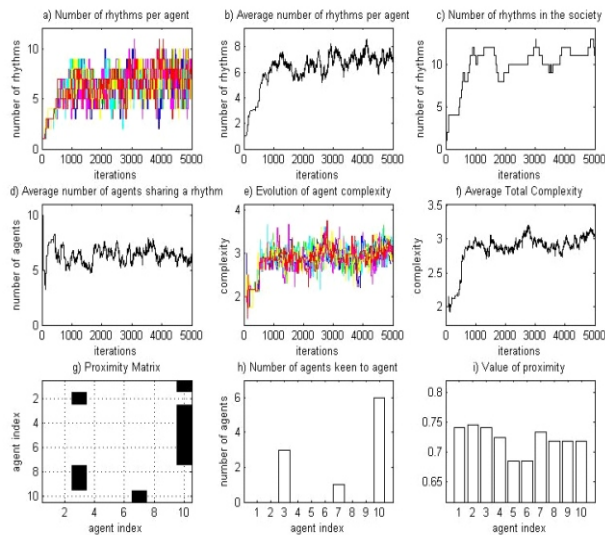 a) Number of rhythms per agent
number of rhythms
10
5
0
0 1000 2000 3000 4000 5000
iterations
b) Average number of rhythms per agent
number of rhythms
8
6
4
2
0
0 1000 2000 3000 4000 5000
iterations
c) Number of rhythms in the society
number of rhythms
10
5
0
0 1000 2000 3000 4000 5000
iterations
d) Average number of agents sharing a rhythm
number of agents
10
5
0
0 1000 2000 3000 4000 5000
iterations
e) Evolution of agent complexity
complexity
4
3
2
0 1000 2000 3000 4000 5000
iterations
f) Average Total Complexity
complexity
3.5
3
2.5
2
0 1000 2000 3000 4000 5000
iterations
g) Proximity Matrix
agent index
2
4
6
8
10
2 4 6 8 10
agent index
h) Number of agents keen to agent
number of agents
6
4
2
0
1 2 3 4 5 6 7 8 9 10
agent index
i) Value of proximity
0.8
0.75
0.7
0.65
1 2 3 4 5 6 7 8 9 10
agent index